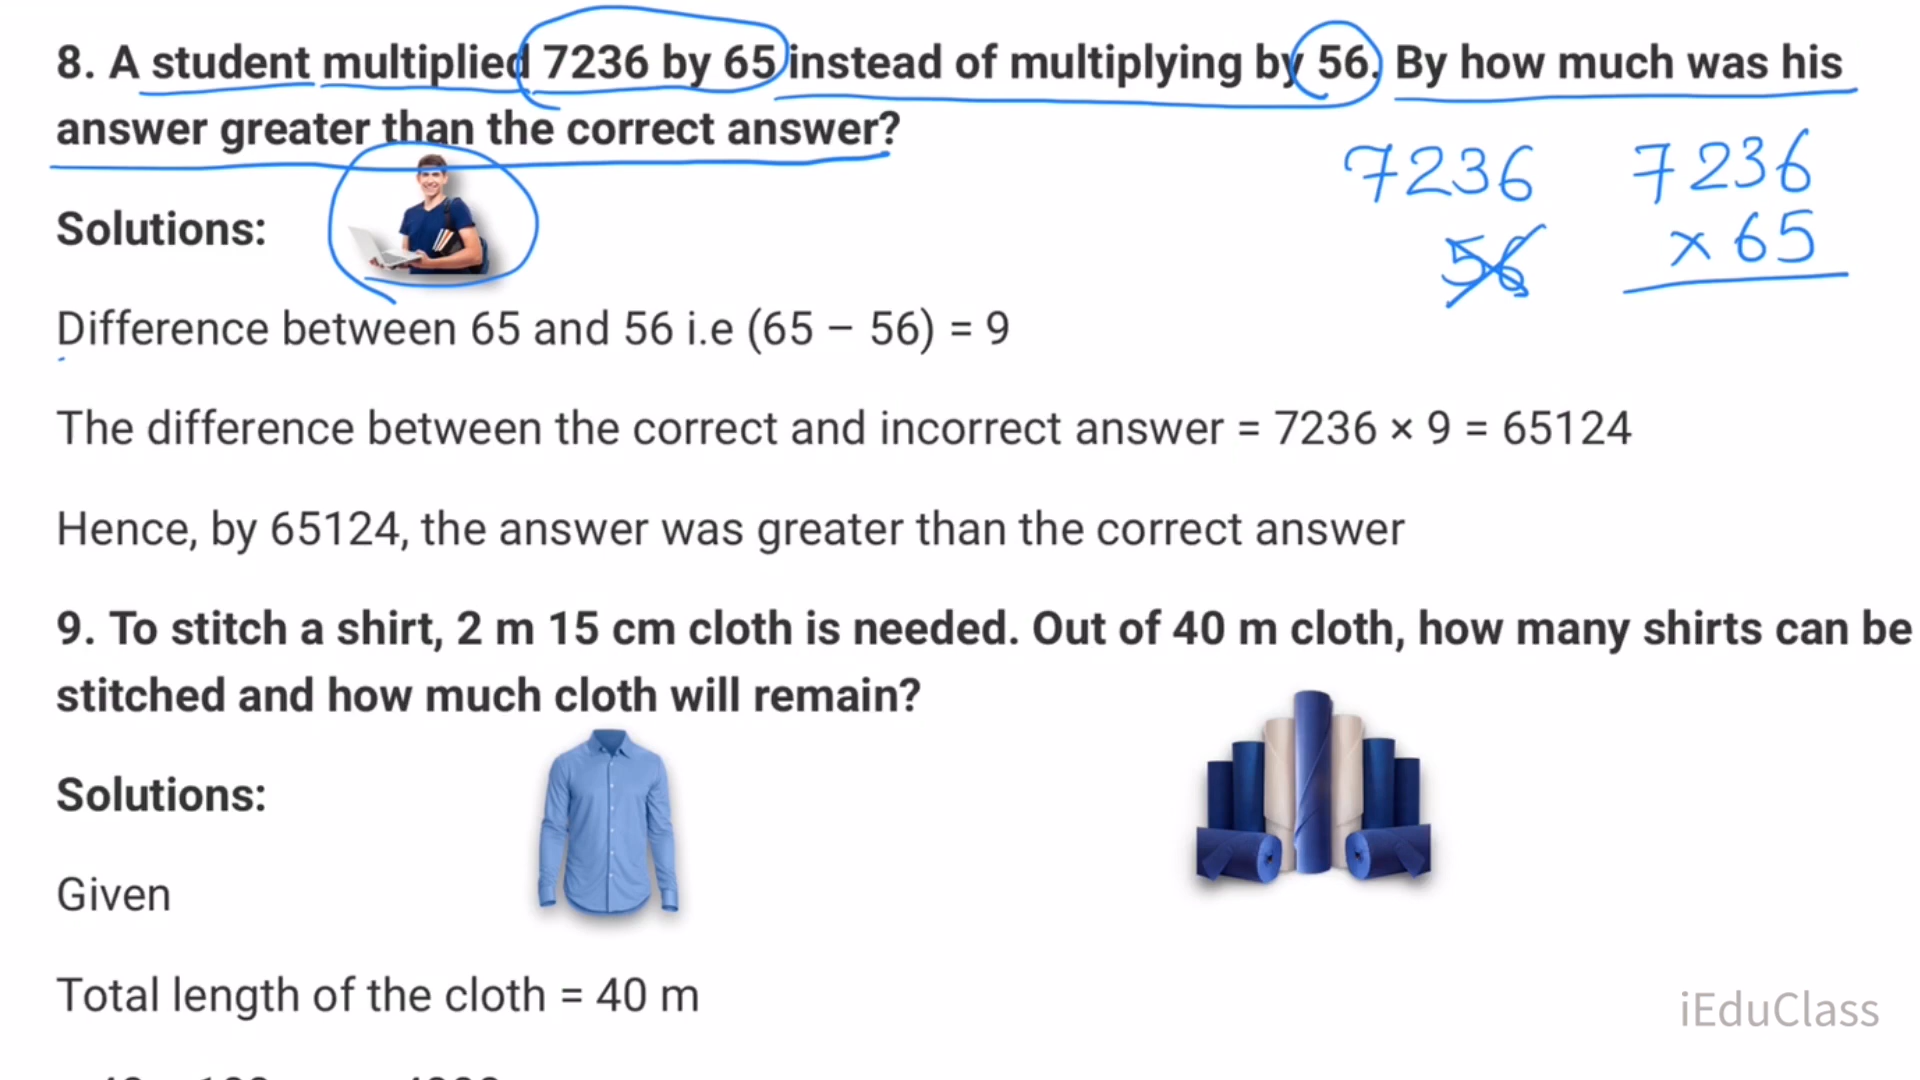 8. A student multiplied 7236 by 65 instead of multiplying by 56. By how much was his
answer greater than the correct answer?
7236 7236
56 × 65
Solutions:
Difference between 65 and 56 i.e (65 – 56) = 9
The difference between the correct and incorrect answer = 7236 × 9 = 65124
Hence, by 65124, the answer was greater than the correct answer
9. To stitch a shirt, 2 m 15 cm cloth is needed. Out of 40 m cloth, how many shirts can be
stitched and how much cloth will remain?
Solutions:
Given
Total length of the cloth = 40 m
iEduClass